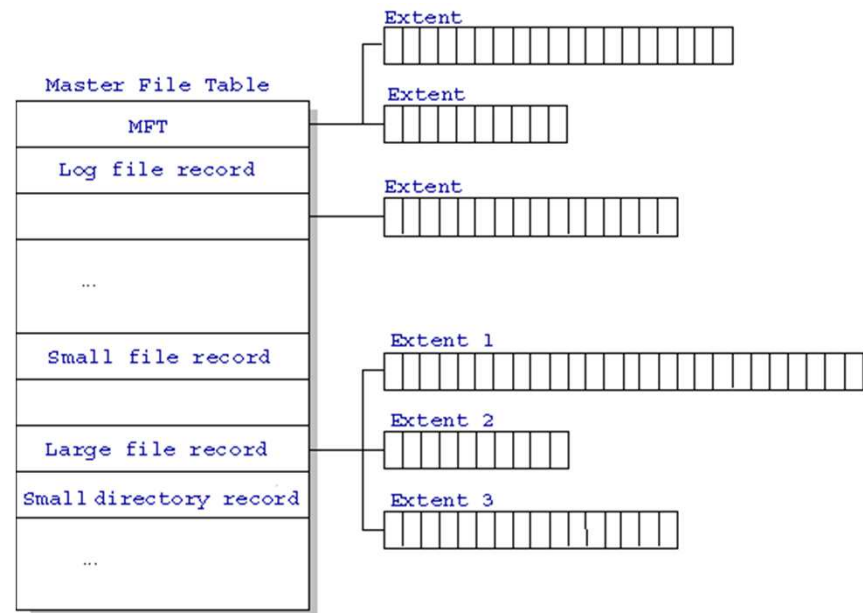 Master File Table
MFT
Log file record
...
Small file record
Large file record
Small directory record
...
Extent
Extent
Extent
Extent 1
Extent 2
Extent 3